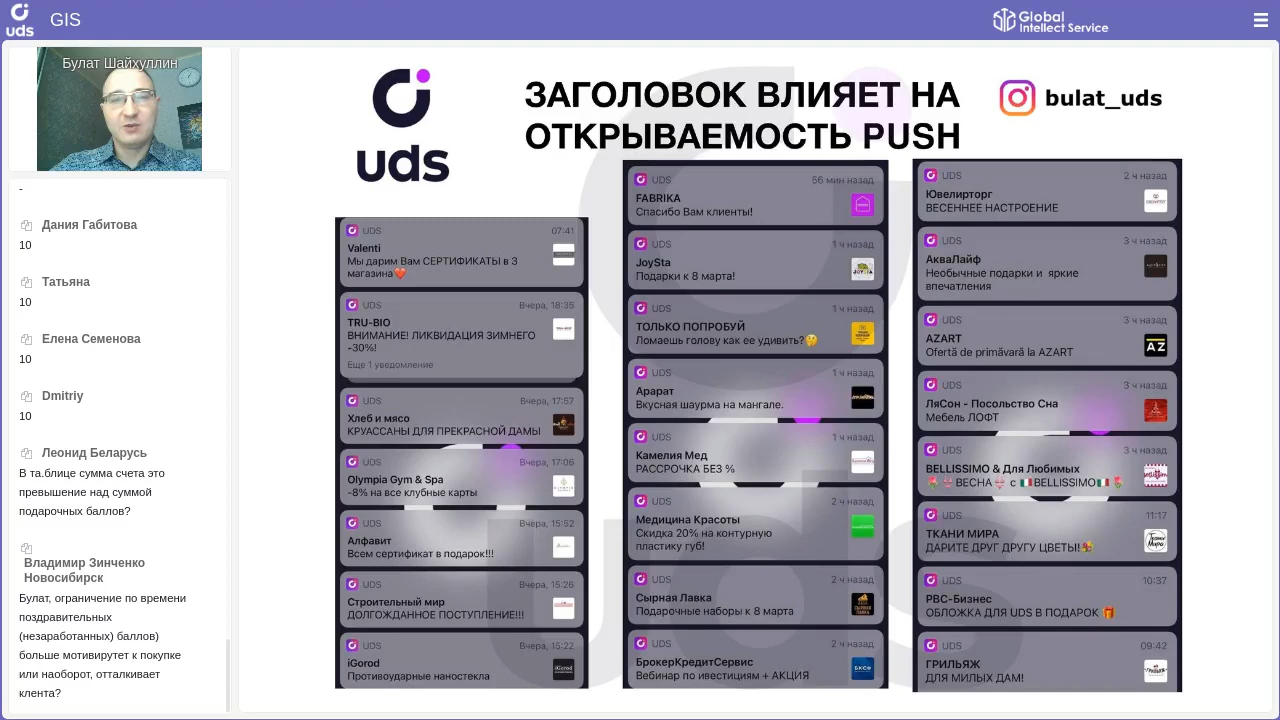 uds
GIS
Global
Intellect Service
Булат Шайхуллин
-
Дания Габитова
10
Татьяна
10
Елена Семенова
10
Dmitriy
10
Леонид Беларусь
В та.блице сумма счета это
превышение над суммой
подарочных баллов?
Владимир Зинченко
Новосибирск
Булат, ограничение по времени
поздравительных
(незаработанных) баллов)
больше мотивирутет к покупке
или наоборот, отталкивает
клента?
uds
ЗАГОЛОВОК ВЛИЯЕТ НА
ОТКРЫВАЕМОСТЬ PUSH
bulat_uds
UDS 07:41
Valenti
Мы дарим Вам СЕРТИФИКАТЫ в 3
магазина❤️
UDS Вчера, 18:35
TRU-BIO
ВНИМАНИЕ! ЛИКВИДАЦИЯ ЗИМНЕГО
-30%!
Еще 1 уведомление
UDS Вчера, 17:57
Хлеб и мясо
КРУАССАНЫ ДЛЯ ПРЕКРАСНОЙ ДАМЫ
UDS Вчера, 17:06
Olympia Gym & Spa
-8% на все клубные карты
UDS Вчера, 15:52
Алфавит
Всем сертификат в подарок!!!
UDS Вчера, 15:26
Строительный мир
ДОЛГОЖДАННОЕ ПОСТУПЛЕНИЕ!!!
UDS Вчера, 15:22
iGorod
Противоударные наностекла
iGorod
UDS 56 мин назад
FABRIKA
Спасибо Вам клиенты!
UDS 1 ч назад
JoySta
Подарки к 8 марта!
UDS 1 ч назад
ТОЛЬКО ПОПРОБУЙ
Ломаешь голову как ее удивить?🤔
UDS 1 ч назад
Арарат
Вкусная шаурма на мангале.
UDS 1 ч назад
Камелия Мед
РАССРОЧКА БЕЗ %
UDS 2 ч назад
Медицина Красоты
Скидка 20% на контурную
пластику губ!
UDS 2 ч назад
Сырная Лавка
Подарочные наборы к 8 марта
UDS 2 ч назад
БрокерКредитСервис
Вебинар по ивестициям + АКЦИЯ
UDS 2 ч назад
Ювелирторг
ВЕСЕННЕЕ НАСТРОЕНИЕ
UDS 3 ч назад
АкваЛайф
Необычные подарки и яркие
впечатления
UDS 3 ч назад
AZART
Ofertă de primăvară la AZART
AZ
UDS 3 ч назад
ЛяСон - Посольство Сна
Мебель ЛОФТ
UDS 3 ч назад
BELLISSIMO & Для Любимых
🌷👙ВЕСНА👙 с 🇮🇹BELLISSIMO🇮🇹🌷
UDS 11:17
ТКАНИ МИРА
ДАРИТЕ ДРУГ ДРУГУ ЦВЕТЫ!💐
UDS 10:37
РВС-Бизнес
ОБЛОЖКА ДЛЯ UDS В ПОДАРОК 🎁
UDS 09:42
ГРИЛЬЯЖ
ДЛЯ МИЛЫХ ДАМ!